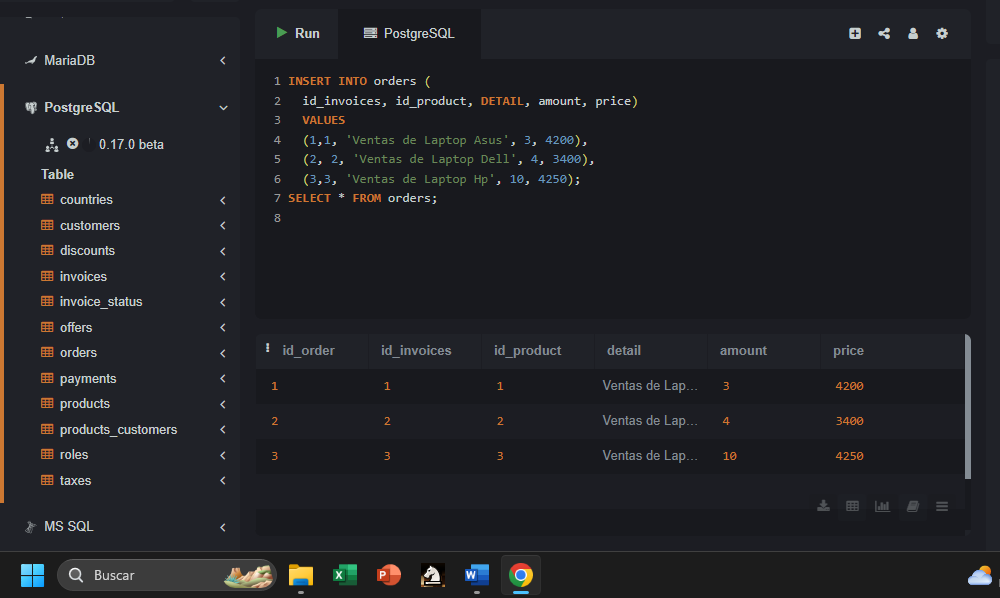 MariaDB
PostgreSQL
0.17.0 beta
Table
countries
customers
discounts
invoices
invoice_status
offers
orders
payments
products
products_customers
roles
taxes
MS SQL
Run
PostgreSQL
1 INSERT INTO orders (
2 id_invoices, id_product, DETAIL, amount, price)
3 VALUES
4 (1,1, 'Ventas de Laptop Asus', 3, 4200),
5 (2, 2, 'Ventas de Laptop Dell', 4, 3400),
6 (3,3, 'Ventas de Laptop Hp', 10, 4250);
7 SELECT * FROM orders;
8
id_order id_invoices id_product detail amount price
1 1 1 Ventas de Lap... 3 4200
2 2 2 Ventas de Lap... 4 3400
3 3 3 Ventas de Lap... 10 4250
Buscar